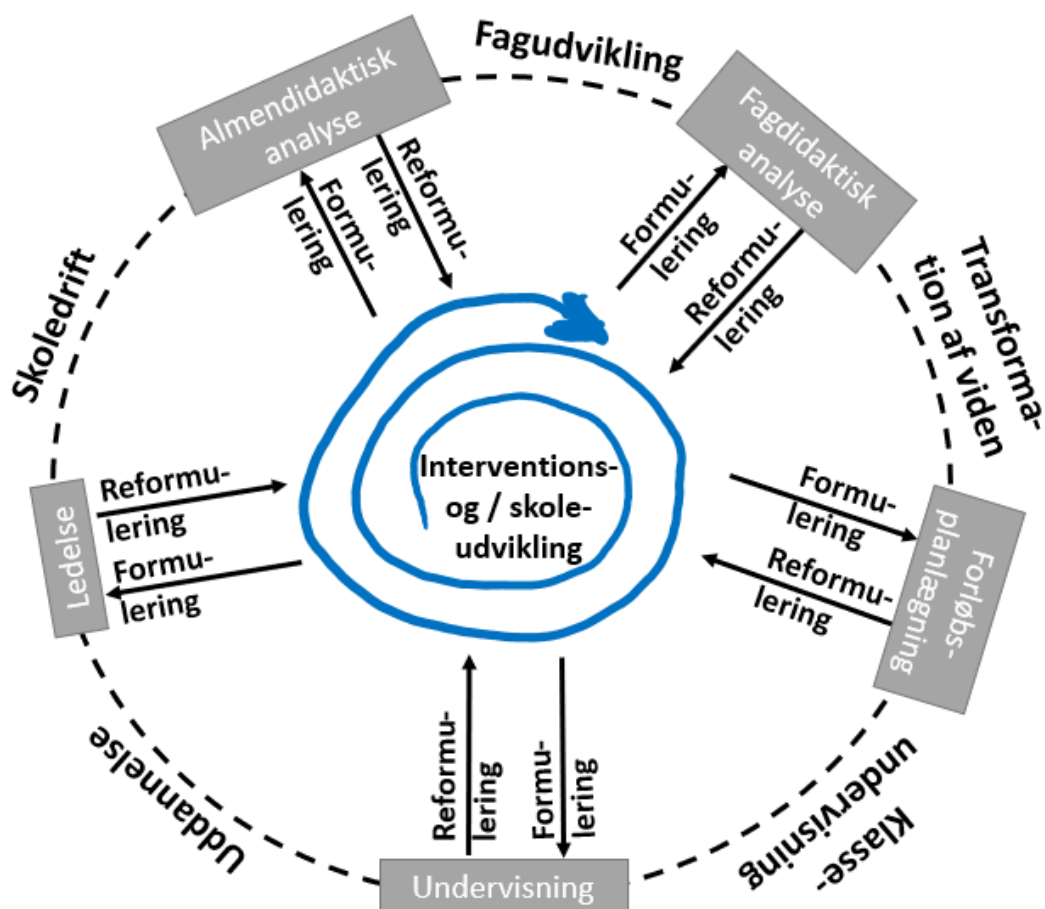 Fagudvikling
Almendidaktisk
analyse
Fagdidaktisk
analyse
Reformu-
lering
Formu-
lering
Formu-
lering
Reformu-
lering
Skoledrift
Transforma-
tion af viden
Interventions-
og / skole-
udvikling
Ledelse
Reformu-
lering
Formu-
lering
Formu-
lering
Reformu-
lering
Forløbs-
planlægning
Uddannelse
Reformu-
lering
Formu-
lering
Klasse-
undervisning
Undervisning